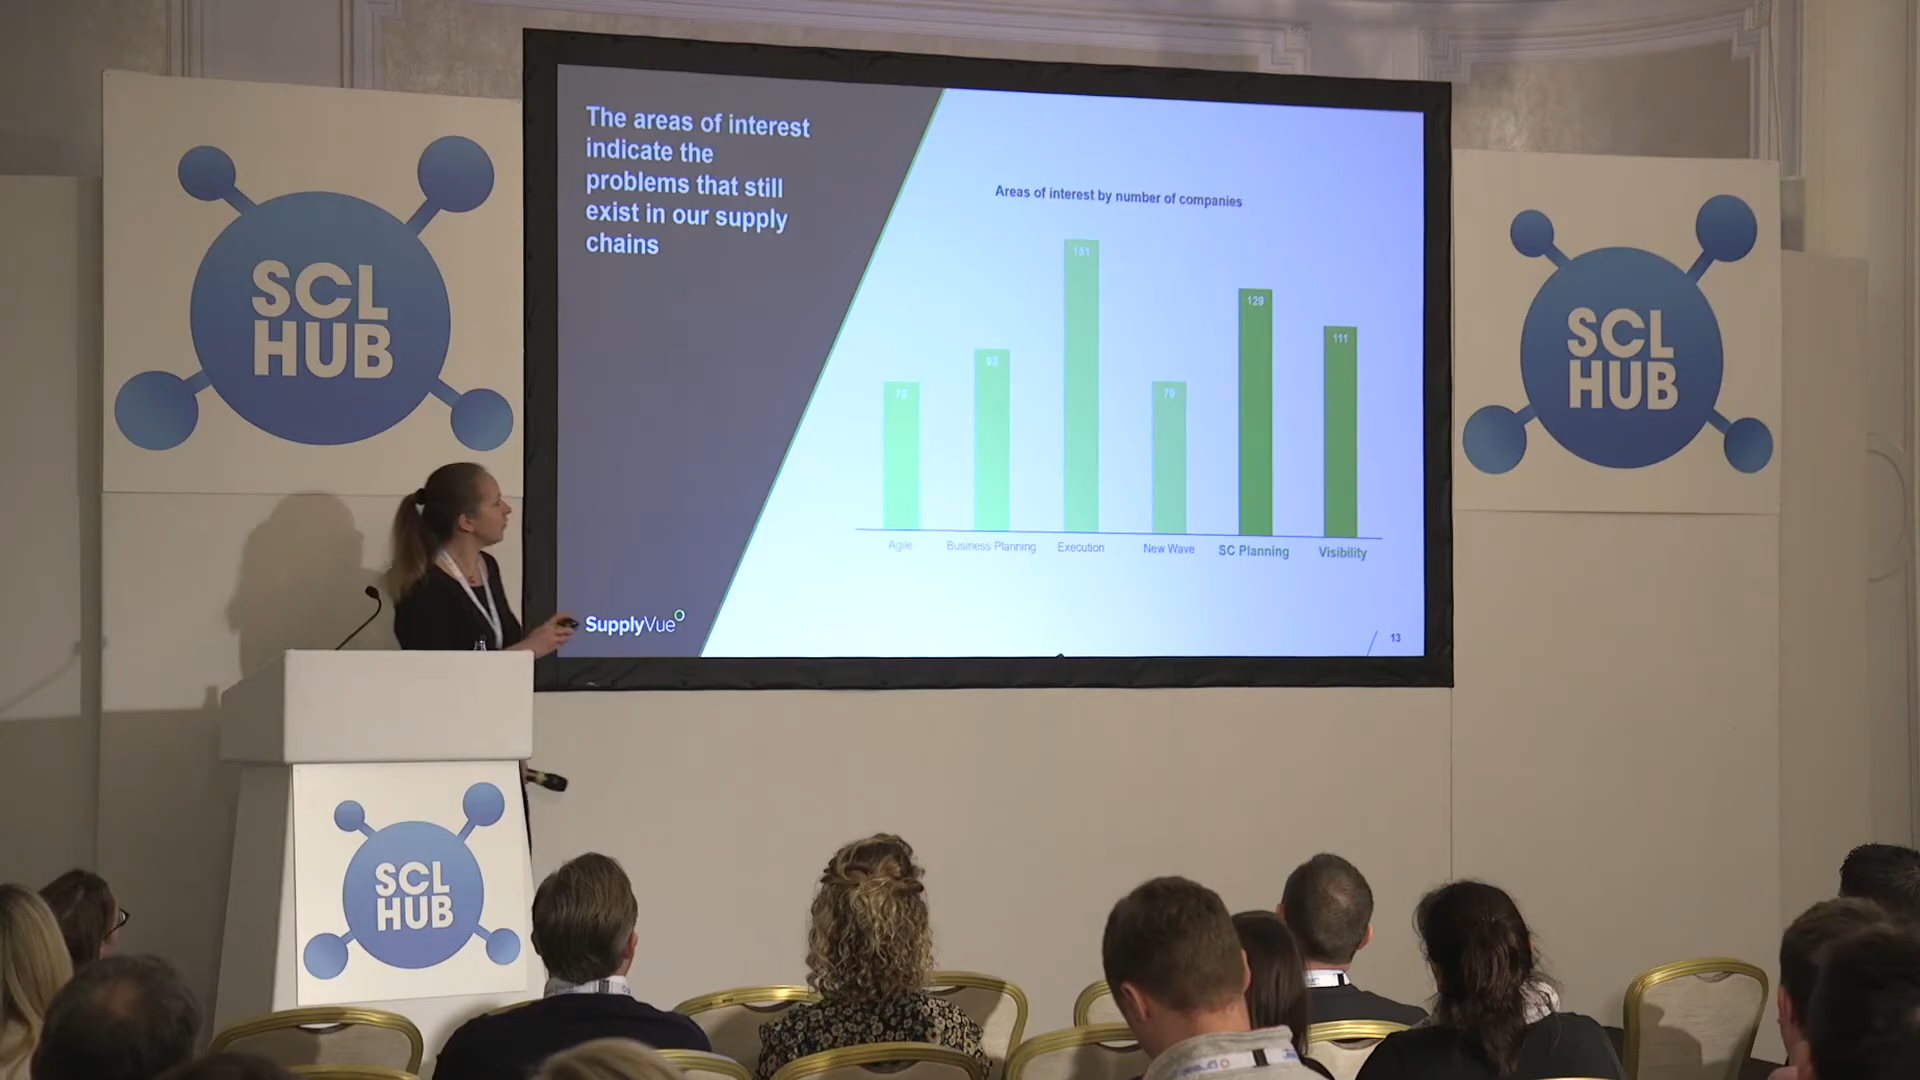 The areas of interest
indicate the
problems that still
exist in our supply
chains
Areas of interest by number of companies
151
129
111
93
79
Agile
Business Planning
Execution
New Wave
SC Planning
Visibility
SupplyVue
13
SCL
HUB
SCL
HUB
SCL
HUB